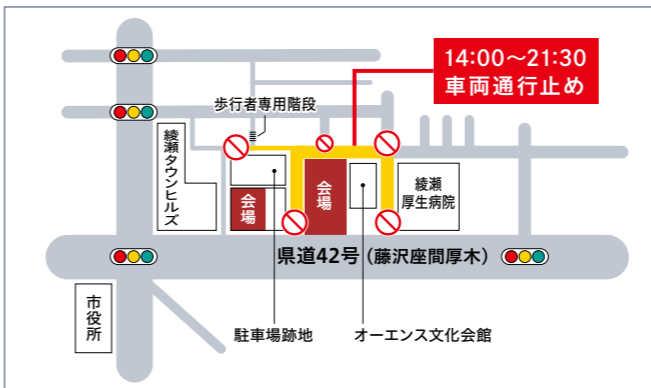 14:00～21:30
車両通行止め
歩行者専用階段
綾瀬タウンヒルズ
会場
会場
綾瀬
厚生病院
県道42号（藤沢座間厚木）
市役所
駐車場跡地
オーエンス文化会館